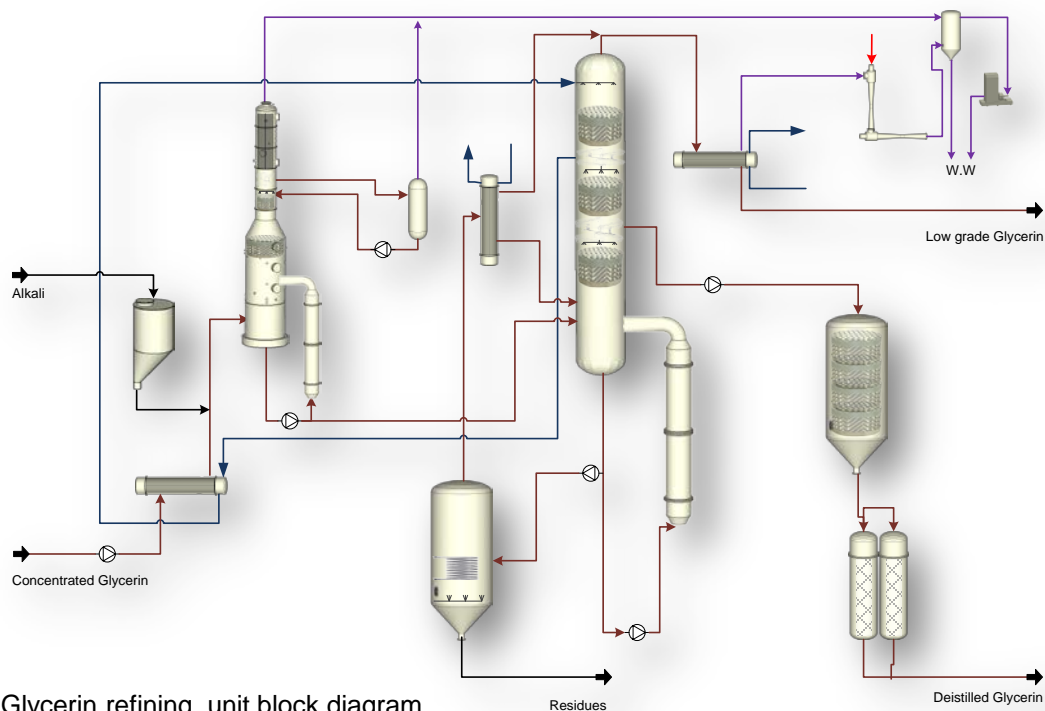 W.W
Low grade Glycerin
Alkali
Concentrated Glycerin
Glycerin refining unit block diagram
Residues
Deistilled Glycerin